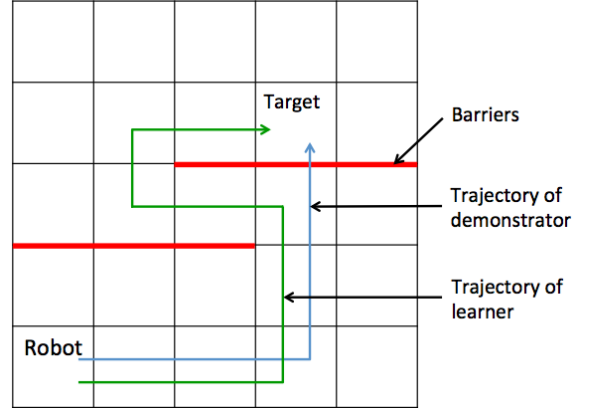 Target
Barriers
Trajectory of
demonstrator
Trajectory of
learner
Robot